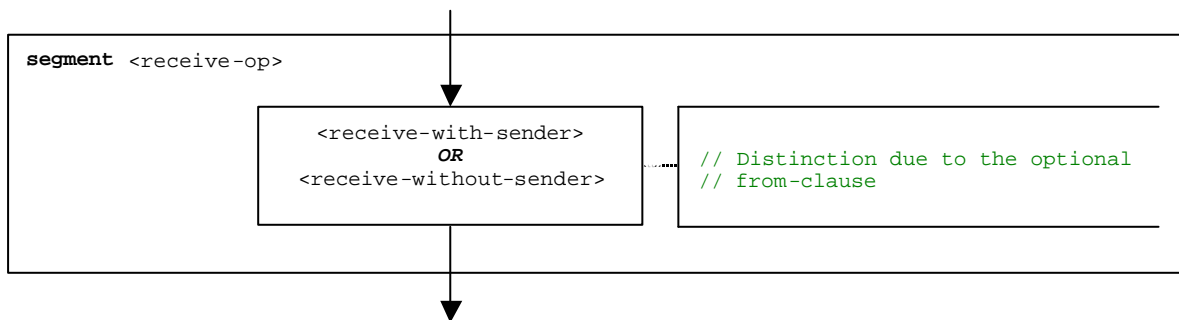 segment <receive-op>
<receive-with-sender>
OR
<receive-without-sender>
// Distinction due to the optional
// from-clause